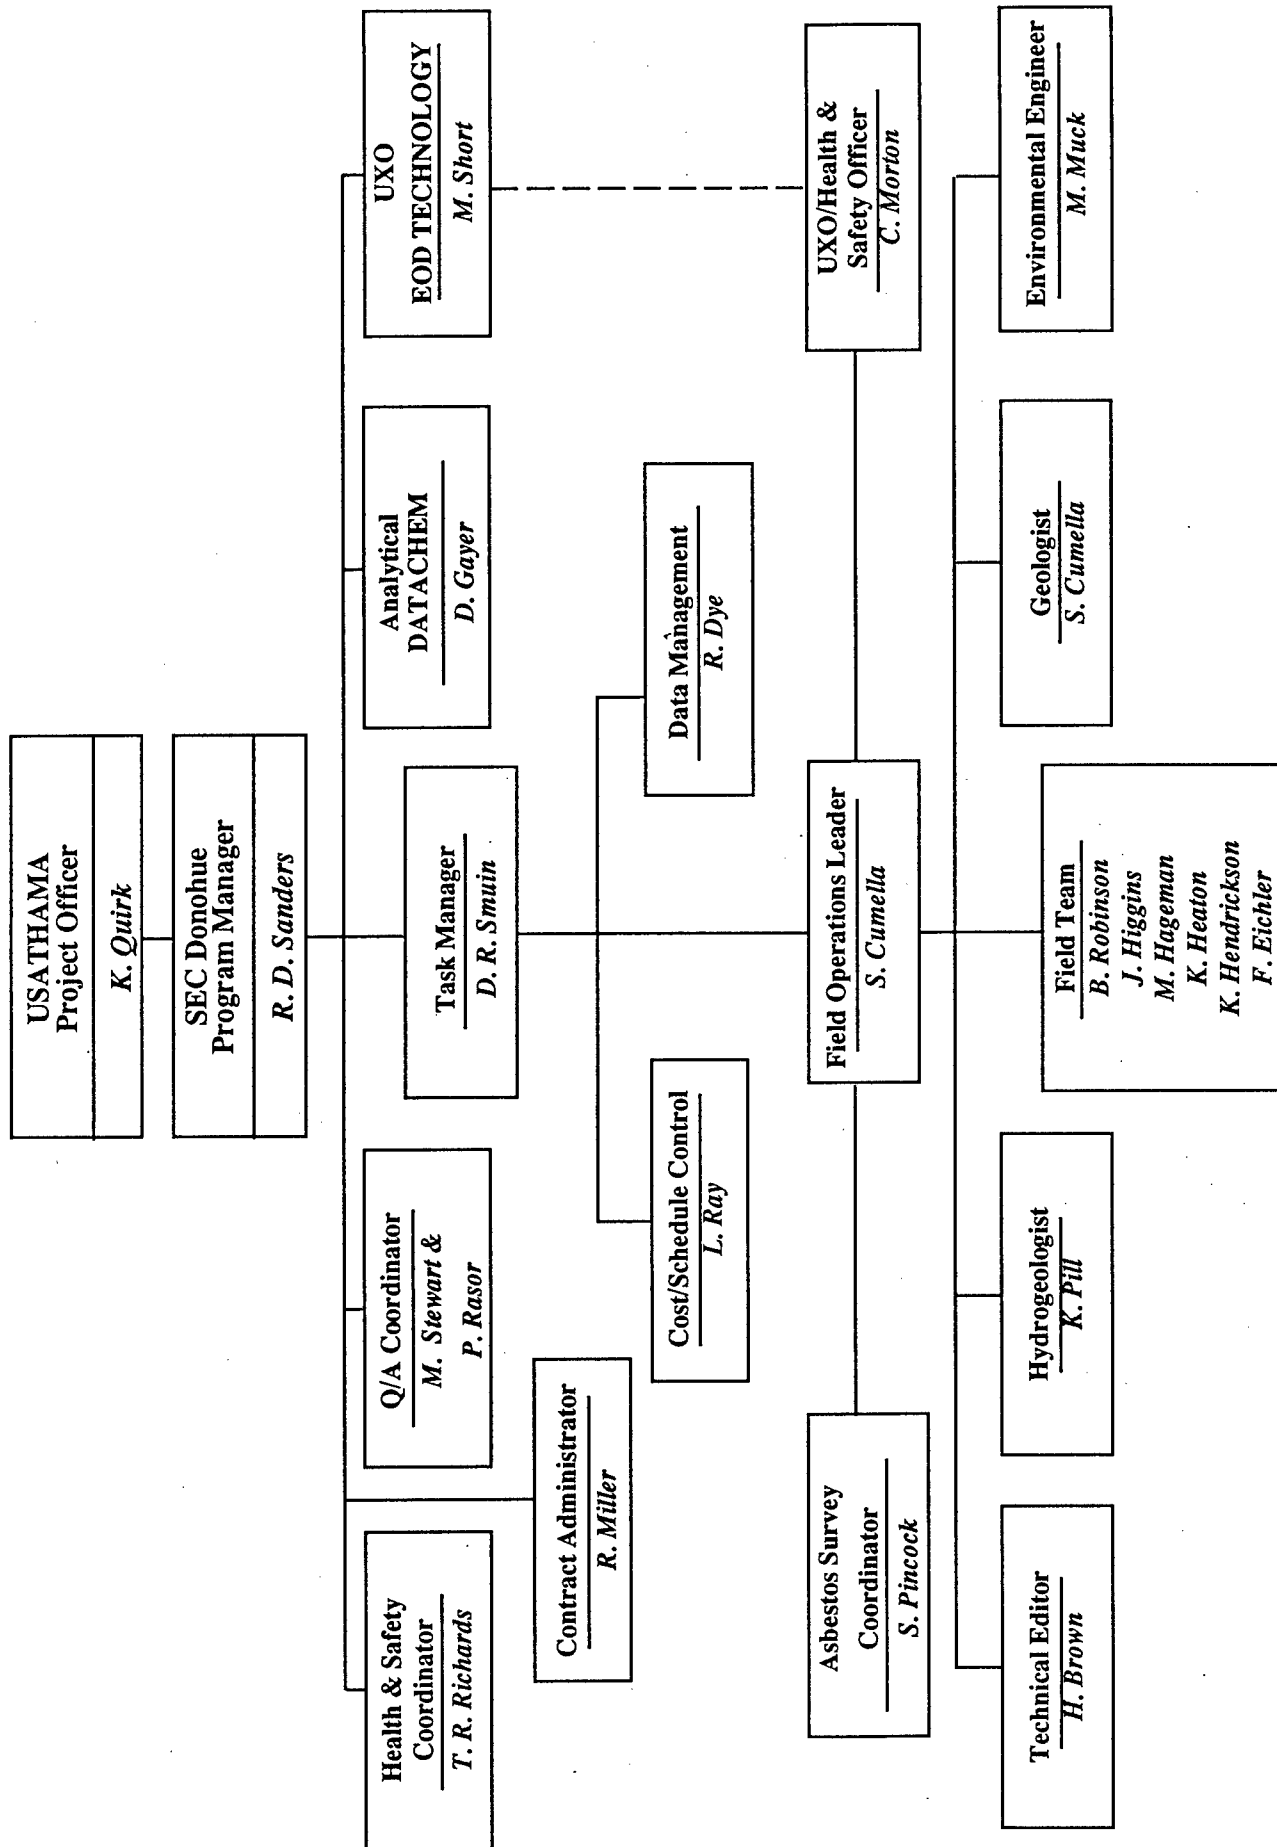 USATHAMA
Project Officer
K. Quirk
SEC Donohue
Program Manager
R. D. Sanders
Health & Safety
Coordinator
T. R. Richards
Q/A Coordinator
M. Stewart &
P. Rasor
Task Manager
D. R. Smuin
Analytical
DATACHEM
D. Gayer
UXO
EOD TECHNOLOGY
M. Short
Contract Administrator
R. Miller
Cost/Schedule Control
L. Ray
Data Management
R. Dye
Asbestos Survey
Coordinator
S. Pincock
Field Operations Leader
S. Cumella
UXO/Health &
Safety Officer
C. Morton
Technical Editor
H. Brown
Hydrogeologist
K. Pill
Field Team
B. Robinson
J. Higgins
M. Hageman
K. Heaton
K. Hendrickson
F. Eichler
Geologist
S. Cumella
Environmental Engineer
M. Muck